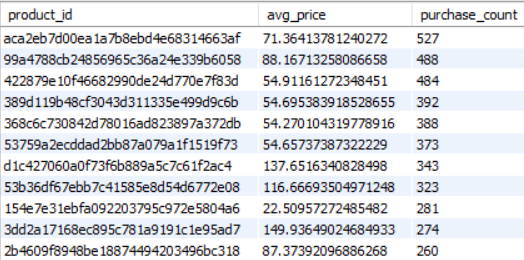 product_id avg_price purchase_count
aca2eb7d00ea1a7b8ebd4e68314663af 71.36413781240272 527
99a4788cb24856965c36a24e339b6058 88.16713258086658 488
422879e10f46682990de24d770e7f83d 54.91161272348451 484
389d119b48cf3043d311335e499d9c6b 54.695383918528655 392
368c6c730842d78016ad823897a372db 54.270104319778916 388
53759a2ecddad2bb87a079a1f1519f73 54.65737387322229 373
d1c427060a0f73f6b889a5c7c61f2ac4 137.6516340828498 343
53b36df67ebb7c41585e8d54d6772e08 116.66693504971248 323
154e7e31ebfa092203795c972e5804a6 22.50957272485482 281
3dd2a17168ec895c781a9191c1e95ad7 149.93649024684933 274
2b4609f8948be18874494203496bc318 87.37392096886268 260